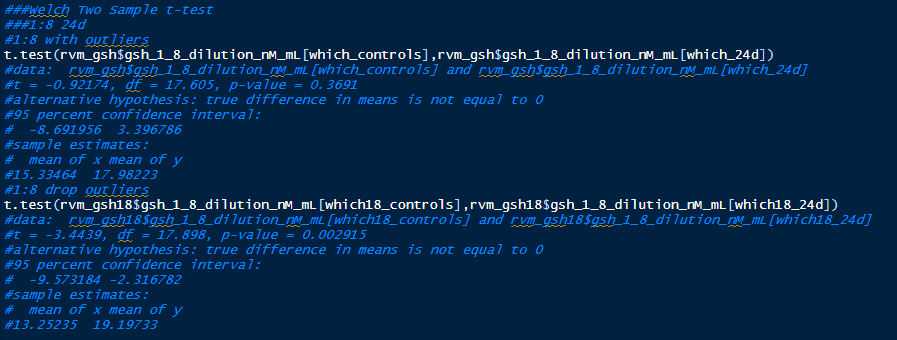 ###welch Two Sample t-test
###1:8 24d
#1:8 with outliers
t.test(rvm_gsh$gsh_1_8_dilution_nM_mL[which_controls],rvm_gsh$gsh_1_8_dilution_nM_mL[which_24d])
#data:  rvm_gsh$gsh_1_8_dilution_nM_mL[which_controls] and rvm_gsh$gsh_1_8_dilution_nM_mL[which_24d]
#t = -0.92174, df = 17.605, p-value = 0.3691
#alternative hypothesis: true difference in means is not equal to 0
#95 percent confidence interval:
#  -8.691956  3.396786
#sample estimates:
#  mean of x mean of y
#15.33464  17.98223
#1:8 drop outliers
t.test(rvm_gsh18$gsh_1_8_dilution_nM_mL[which18_controls],rvm_gsh18$gsh_1_8_dilution_nM_mL[which18_24d])
#data:  rvm_gsh18$gsh_1_8_dilution_nM_mL[which18_controls] and rvm_gsh18$gsh_1_8_dilution_nM_mL[which18_24d]
#t = -3.4439, df = 17.898, p-value = 0.002915
#alternative hypothesis: true difference in means is not equal to 0
#95 percent confidence interval:
#  -9.573184 -2.316782
#sample estimates:
#  mean of x mean of y
#13.25235  19.19733